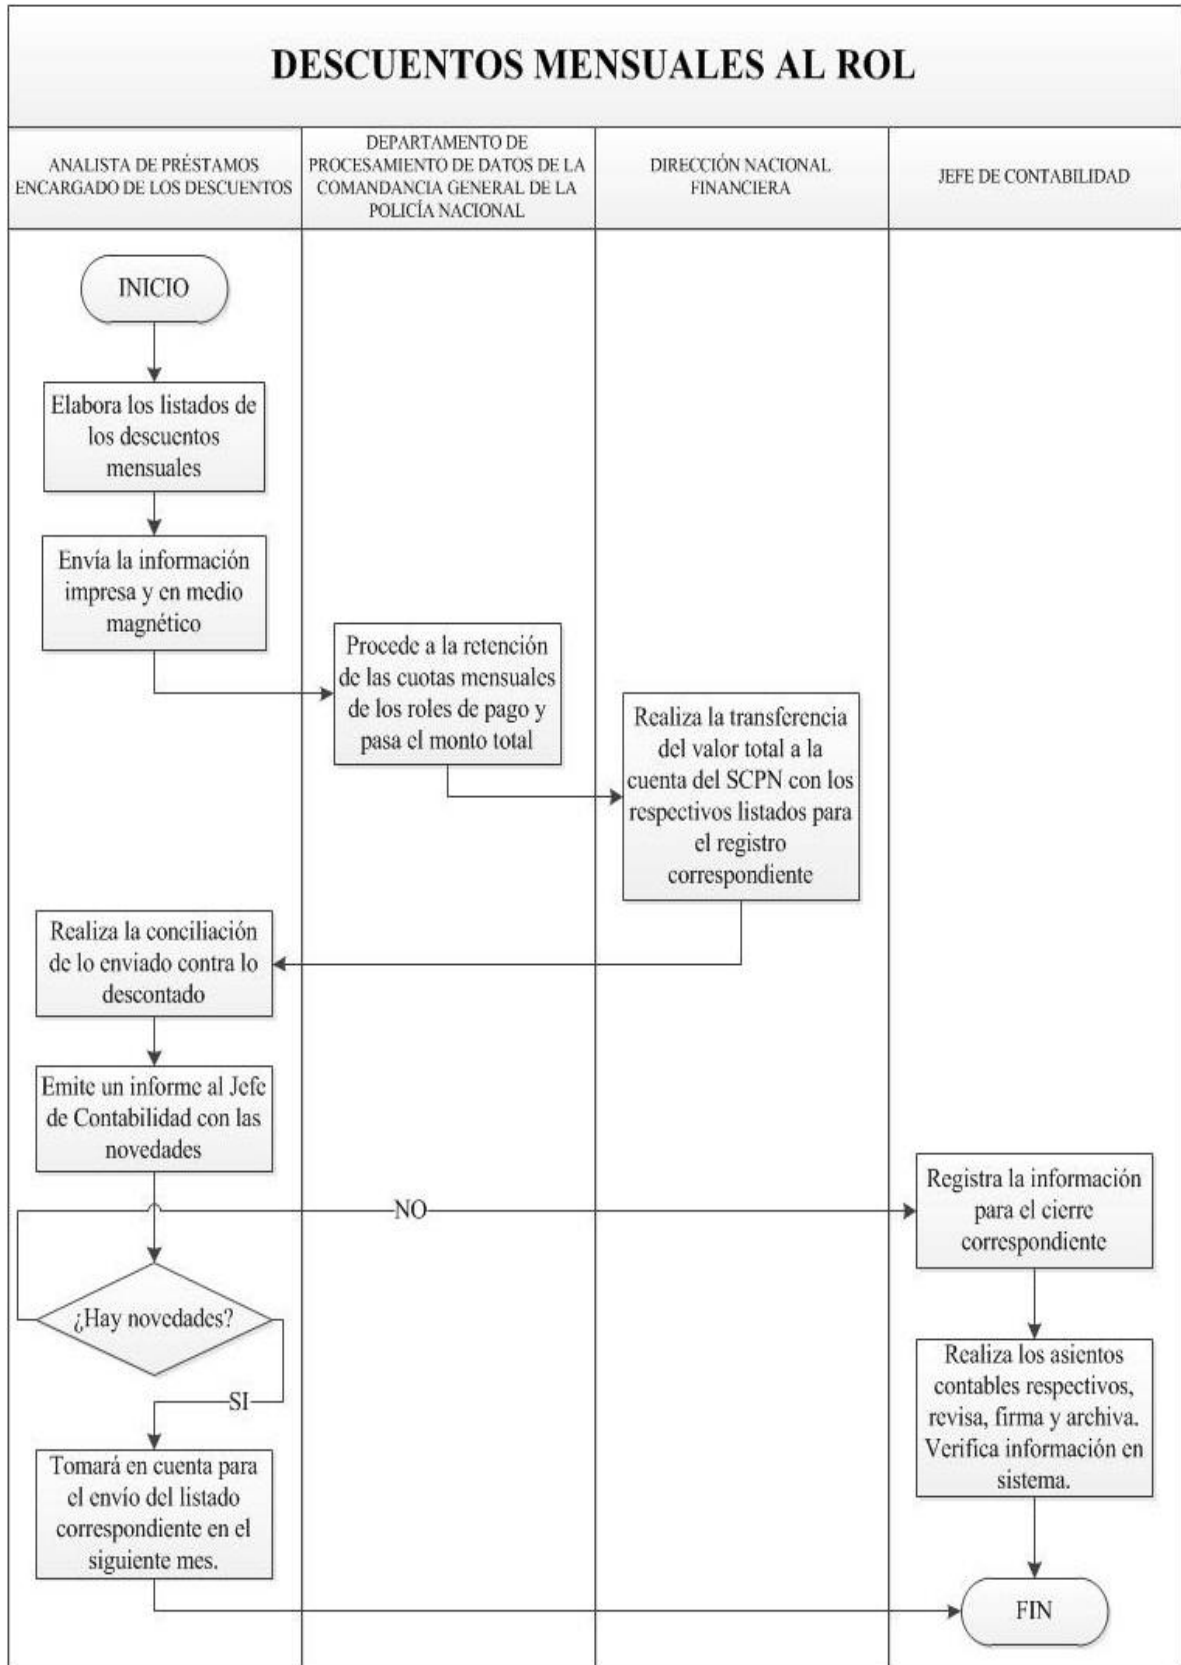 DESCUENTOS MENSUALES AL ROL
ANALISTA DE PRÉSTAMOS
ENCARGADO DE LOS DESCUENTOS
DEPARTAMENTO DE
PROCESAMIENTO DE DATOS DE LA
COMANDANCIA GENERAL DE LA
POLICÍA NACIONAL
DIRECCIÓN NACIONAL
FINANCIERA
JEFE DE CONTABILIDAD
INICIO
Elabora los listados de
los descuentos
mensuales
Envía la información
impresa y en medio
magnético
Procede a la retención
de las cuotas mensuales
de los roles de pago y
pasa el monto total
Realiza la transferencia
del valor total a la
cuenta del SCPN con los
respectivos listados para
el registro
correspondiente
Realiza la conciliación
de lo enviado contra lo
descontado
Emite un informe al Jefe
de Contabilidad con las
novedades
NO
Registra la información
para el cierre
correspondiente
¿Hay novedades?
SI
Realiza los asientos
contables respectivos,
revisa, firma y archiva.
Verifica información en
sistema.
Tomará en cuenta para
el envío del listado
correspondiente en el
siguiente mes.
FIN